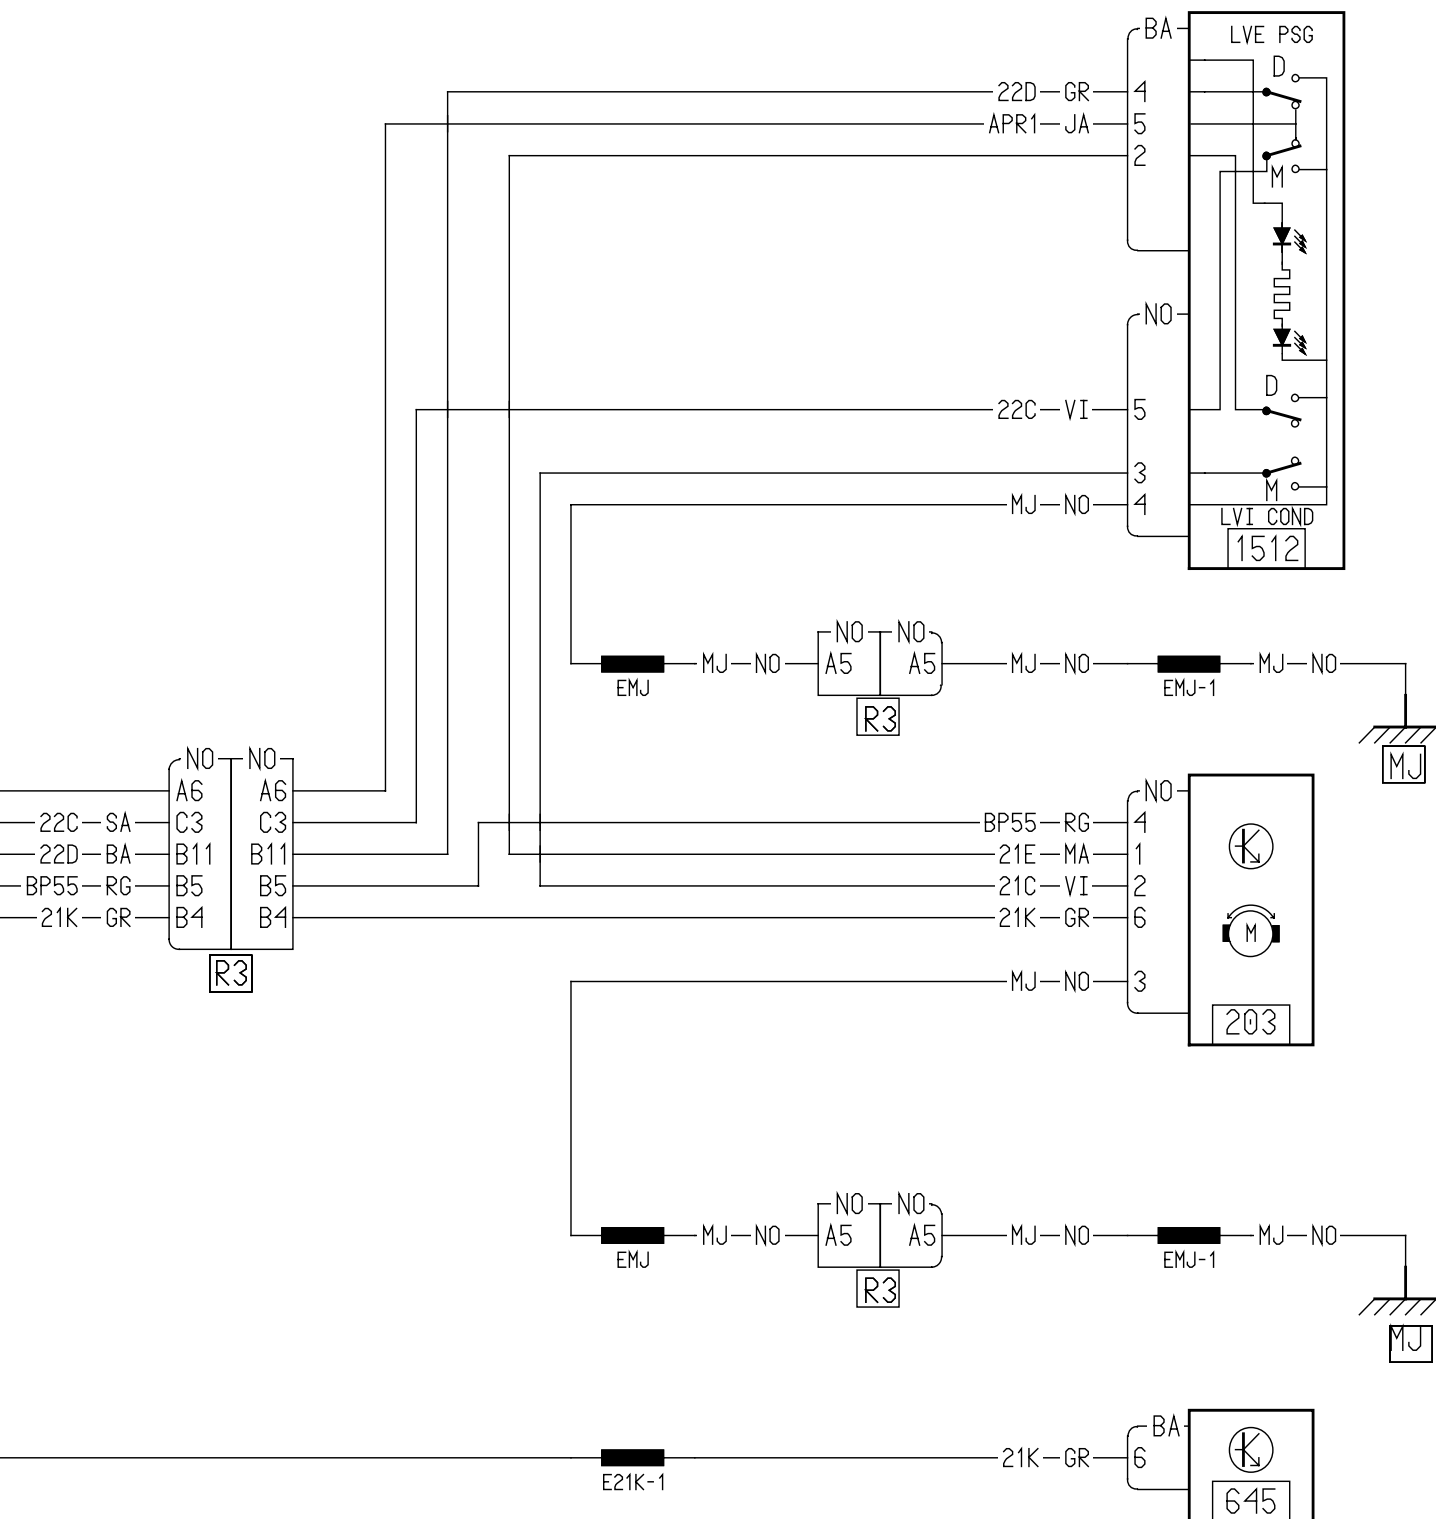 BA
LVE PSG
D
22D GR 4
APR1 JA 5
2
M
NO
D
22C VI 5
3
M
MJ NO 4
LVI COND
1512
NO NO
MJ NO A5 A5 MJ NO MJ NO
EMJ EMJ-1
R3
MJ
NO NO
A6 A6
22C SA C3 C3
22D BA B11 B11
BP55 RG B5 B5
21K GR B4 B4
R3
NO
BP55 RG 4
21E MA 1
21C VI 2
21K GR 6
M
MJ NO 3
203
NO NO
MJ NO A5 A5 MJ NO MJ NO
EMJ EMJ-1
R3
MJ
BA
21K GR 6
E21K-1
645